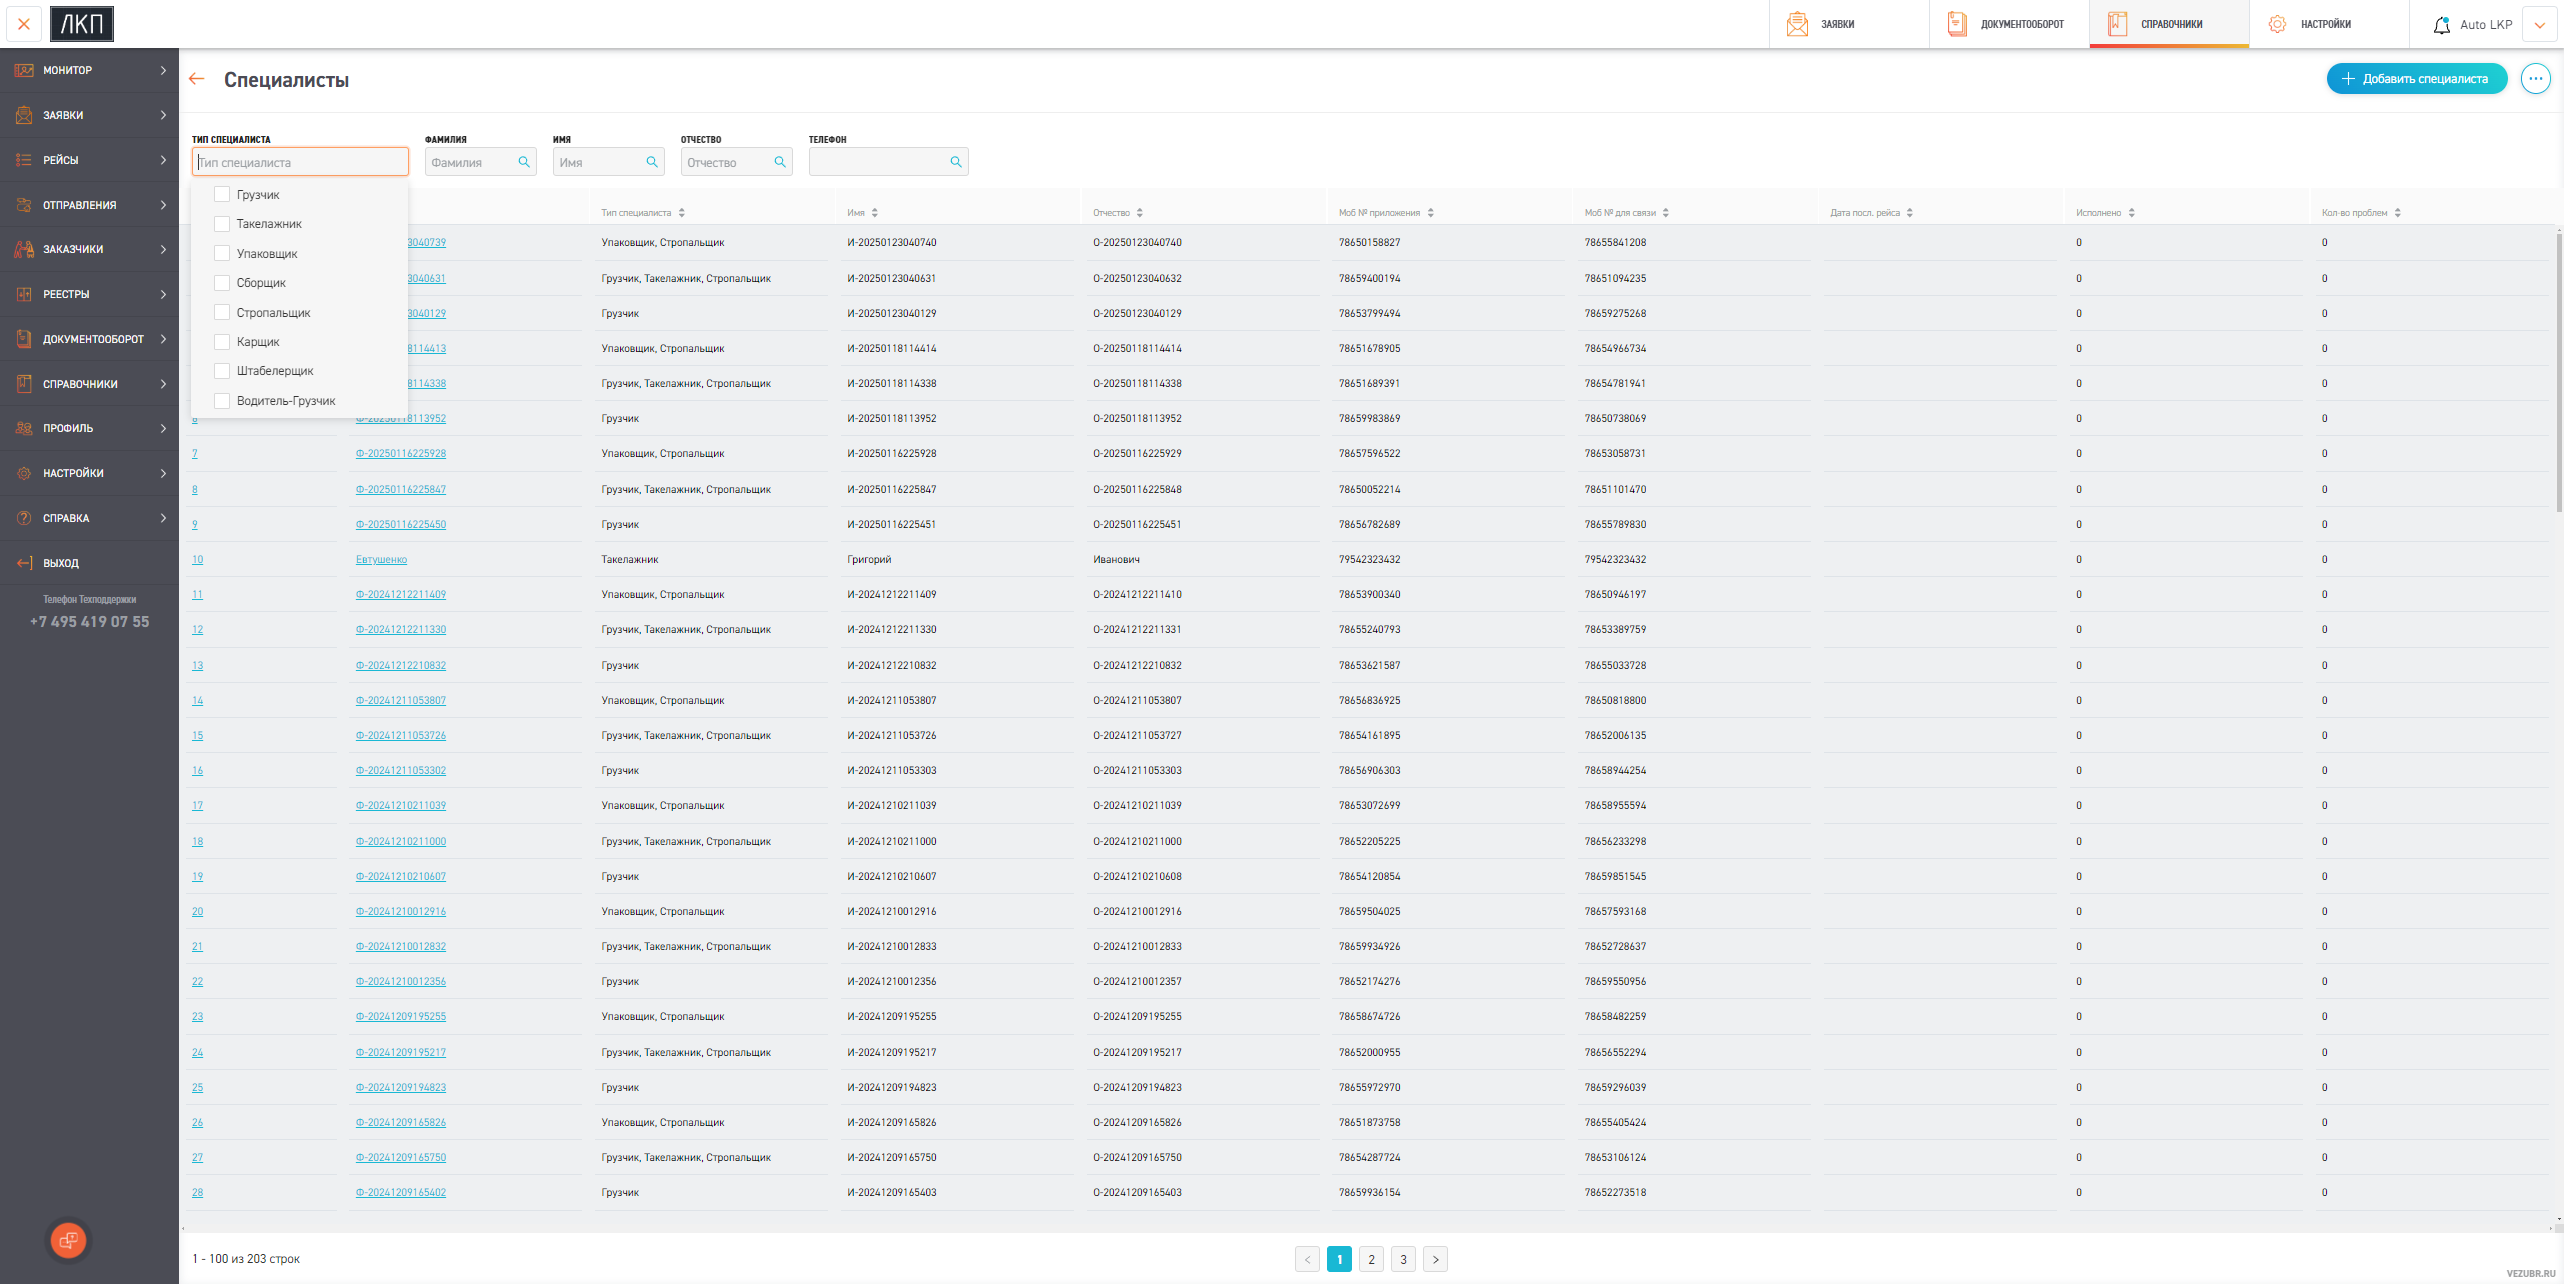 ЛКП
ЗАЯВКИ
ДОКУМЕНТООБОРОТ
СПРАВОЧНИКИ
НАСТРОЙКИ
Auto LKP
МОНИТОР
ЗАЯВКИ
РЕЙСЫ
ОТПРАВЛЕНИЯ
ЗАКАЗЧИКИ
РЕЕСТРЫ
ДОКУМЕНТООБОРОТ
СПРАВОЧНИКИ
ПРОФИЛЬ
НАСТРОЙКИ
СПРАВКА
ВЫХОД
Телефон Техподдержки
+7 495 419 07 55
Специалисты
Добавить специалиста
ТИП СПЕЦИАЛИСТА ФАМИЛИЯ ИМЯ ОТЧЕСТВО ТЕЛЕФОН
Тип специалиста Фамилия Имя Отчество
Грузчик
Такелажник
Упаковщик
Сборщик
Стропальщик
Карщик
Штабелерщик
Водитель-Грузчик
Тип специалиста Имя Отчество Моб № приложения Моб № для связи Дата посл. рейса Исполнено Кол-во проблем
3040739 Упаковщик, Стропальщик И-20250123040740 О-20250123040740 78650158827 78655841208 0 0
3040631 Грузчик, Такелажник, Стропальщик И-20250123040631 О-20250123040632 78659400194 78651094235 0 0
3040129 Грузчик И-20250123040129 О-20250123040129 78653799494 78659275268 0 0
8114413 Упаковщик, Стропальщик И-20250118114414 О-20250118114414 78651678905 78654966734 0 0
8114338 Грузчик, Такелажник, Стропальщик И-20250118114338 О-20250118114338 78651689391 78654781941 0 0
6 Ф-20250118113952 Грузчик И-20250118113952 О-20250118113952 78659983869 78650738069 0 0
7 Ф-20250116225928 Упаковщик, Стропальщик И-20250116225928 О-20250116225929 78657596522 78653058731 0 0
8 Ф-20250116225847 Грузчик, Такелажник, Стропальщик И-20250116225847 О-20250116225848 78650052214 78651101470 0 0
9 Ф-20250116225450 Грузчик И-20250116225451 О-20250116225451 78656782689 78655789830 0 0
10 Евтушенко Такелажник Григорий Иванович 79542323432 79542323432 0 0
11 Ф-20241212211409 Упаковщик, Стропальщик И-20241212211409 О-20241212211410 78653900340 78650946197 0 0
12 Ф-20241212211330 Грузчик, Такелажник, Стропальщик И-20241212211330 О-20241212211331 78655240793 78653389759 0 0
13 Ф-20241212210832 Грузчик И-20241212210832 О-20241212210832 78653621587 78655033728 0 0
14 Ф-20241211053807 Упаковщик, Стропальщик И-20241211053807 О-20241211053807 78656836925 78650818800 0 0
15 Ф-20241211053726 Грузчик, Такелажник, Стропальщик И-20241211053726 О-20241211053727 78654161895 78652006135 0 0
16 Ф-20241211053302 Грузчик И-20241211053303 О-20241211053303 78656906303 78658944254 0 0
17 Ф-20241210211039 Упаковщик, Стропальщик И-20241210211039 О-20241210211039 78653072699 78658955594 0 0
18 Ф-20241210211000 Грузчик, Такелажник, Стропальщик И-20241210211000 О-20241210211000 78652205225 78656233298 0 0
19 Ф-20241210210607 Грузчик И-20241210210607 О-20241210210608 78654120854 78659851545 0 0
20 Ф-20241210012916 Упаковщик, Стропальщик И-20241210012916 О-20241210012916 78659504025 78657593168 0 0
21 Ф-20241210012832 Грузчик, Такелажник, Стропальщик И-20241210012833 О-20241210012833 78659934926 78652728637 0 0
22 Ф-20241210012356 Грузчик И-20241210012356 О-20241210012357 78652174276 78659550956 0 0
23 Ф-20241209195255 Упаковщик, Стропальщик И-20241209195255 О-20241209195255 78658674726 78658482259 0 0
24 Ф-20241209195217 Грузчик, Такелажник, Стропальщик И-20241209195217 О-20241209195217 78652000955 78656552294 0 0
25 Ф-20241209194823 Грузчик И-20241209194823 О-20241209194823 78655972970 78659296039 0 0
26 Ф-20241209165826 Упаковщик, Стропальщик И-20241209165826 О-20241209165826 78651873758 78655405424 0 0
27 Ф-20241209165750 Грузчик, Такелажник, Стропальщик И-20241209165750 О-20241209165750 78654287724 78653106124 0 0
28 Ф-20241209165402 Грузчик И-20241209165403 О-20241209165403 78659936154 78652273518 0 0
1 - 100 из 203 строк
< 1 2 3 >
VEZUBR.RU